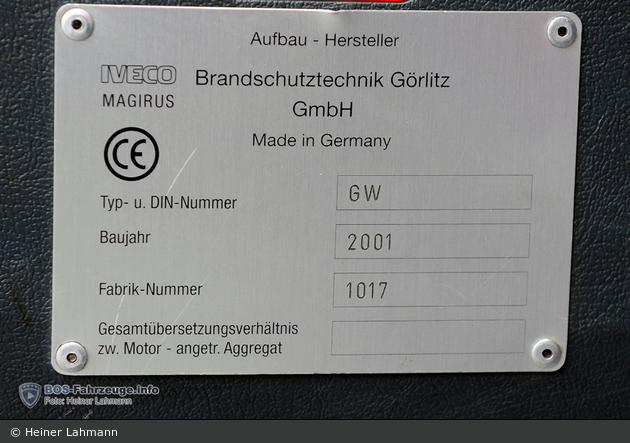 Aufbau - Hersteller
IVECO
MAGIRUS
Brandschutztechnik Görlitz
GmbH
Made in Germany
CE
Typ- u. DIN-Nummer
GW
Baujahr
2001
Fabrik-Nummer
1017
Gesamtübersetzungsverhältnis
zw. Motor - angetr. Aggregat
BOS-Fahrzeuge.Info
Foto: Heiner Lahmann
© Heiner Lahmann